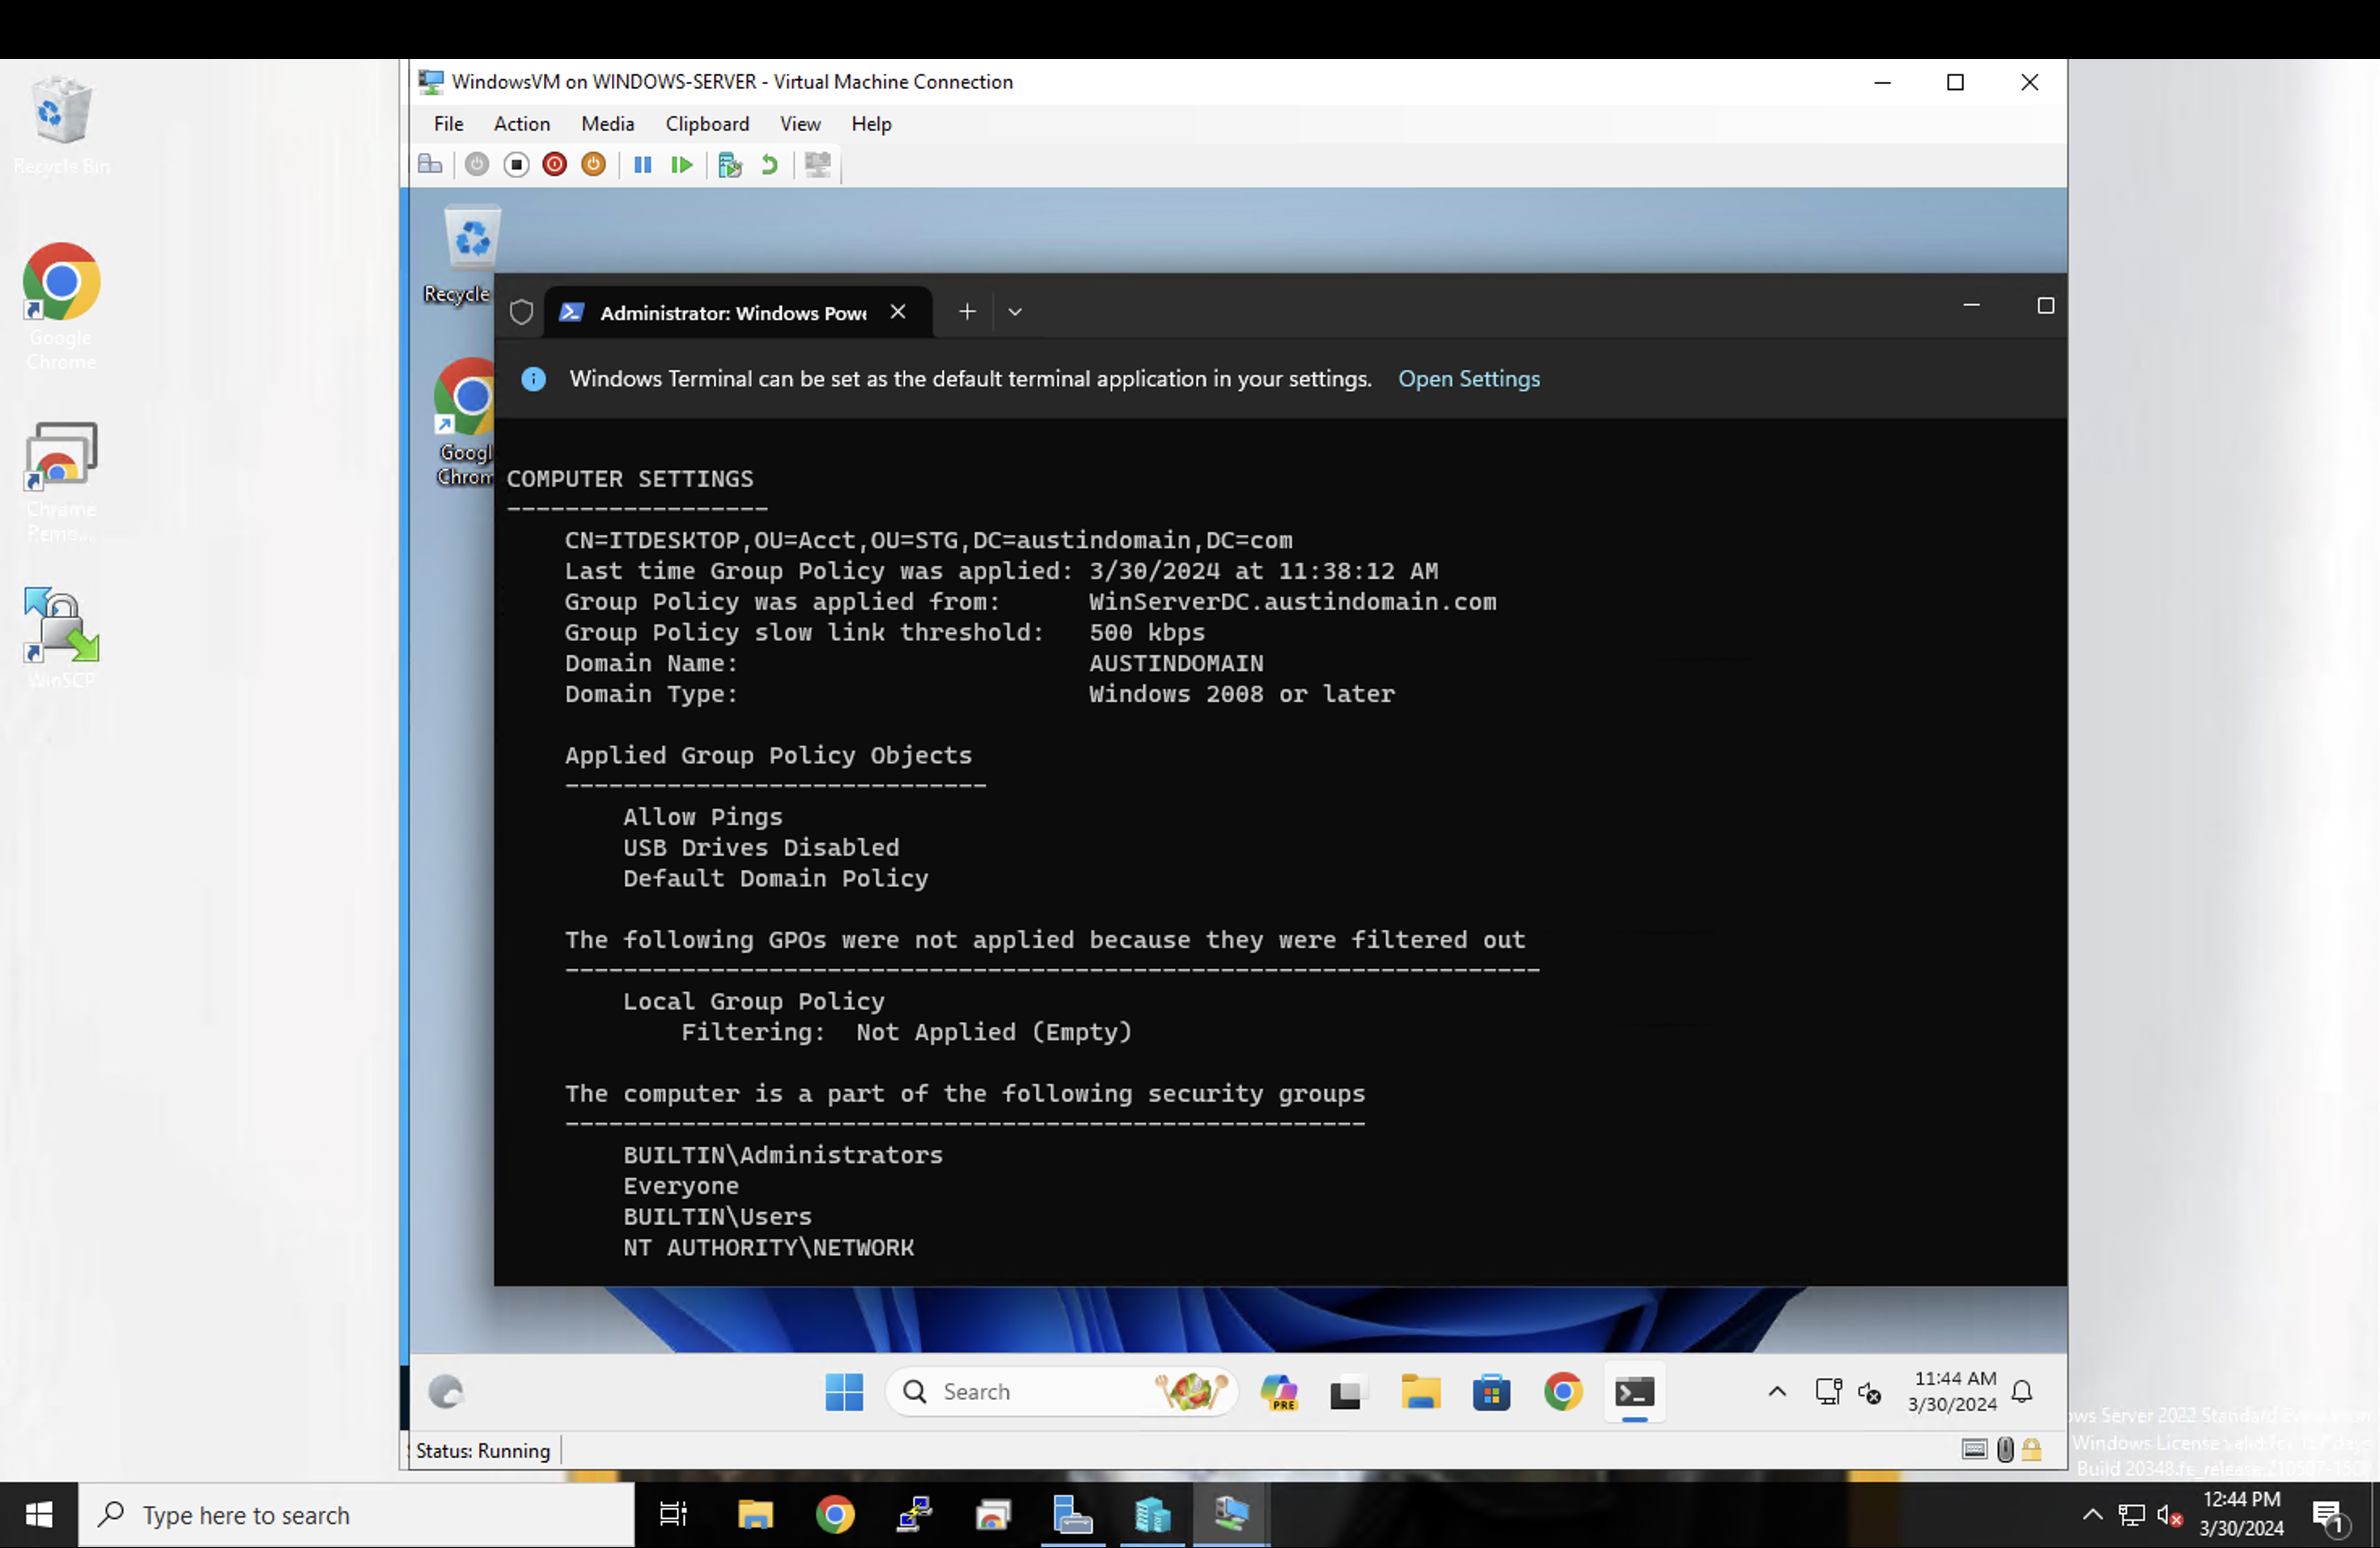 WindowsVM on WINDOWS-SERVER - Virtual Machine Connection
File Action Media Clipboard View Help
Recycle Bin
Google
Chrome
Chrome
Remo...
WinSCP
Recycle
Googl
Chrom
Administrator: Windows Powe
Windows Terminal can be set as the default terminal application in your settings. Open Settings
COMPUTER SETTINGS
------------------
CN=ITDESKTOP,OU=Acct,OU=STG,DC=austindomain,DC=com
Last time Group Policy was applied: 3/30/2024 at 11:38:12 AM
Group Policy was applied from: WinServerDC.austindomain.com
Group Policy slow link threshold: 500 kbps
Domain Name: AUSTINDOMAIN
Domain Type: Windows 2008 or later
Applied Group Policy Objects
-----------------------------
Allow Pings
USB Drives Disabled
Default Domain Policy
The following GPOs were not applied because they were filtered out
-------------------------------------------------------------------
Local Group Policy
Filtering: Not Applied (Empty)
The computer is a part of the following security groups
-------------------------------------------------------
BUILTIN\Administrators
Everyone
BUILTIN\Users
NT AUTHORITY\NETWORK
Search
PRE
11:44 AM
3/30/2024
Status: Running
ows Server 2022 Standard
Windows License valid for
Build 20348.fe_release
Type here to search
12:44 PM
3/30/2024
1